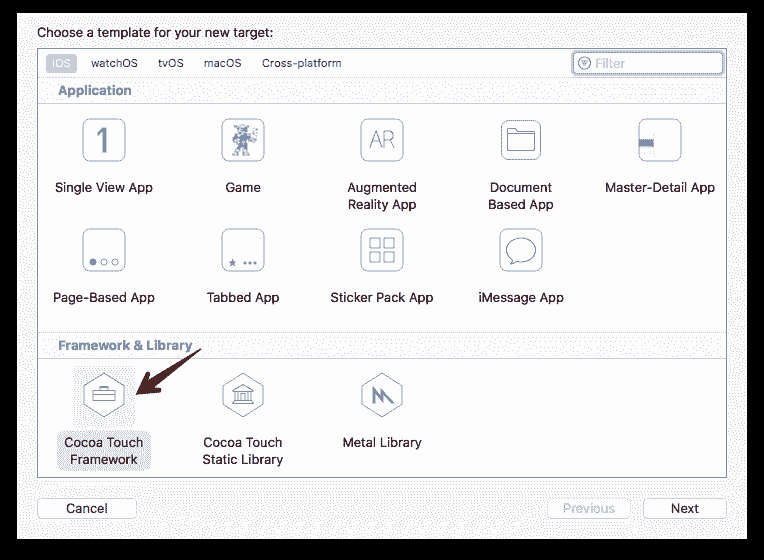 Choose a template for your new target:
iOS watchOS tvOS macOS Cross-platform Filter
Application
1 AR
Single View App Game Augmented Reality App Document Based App Master-Detail App
Page-Based App Tabbed App Sticker Pack App iMessage App
Framework & Library
Cocoa Touch Framework Cocoa Touch Static Library Metal Library
Cancel Previous Next